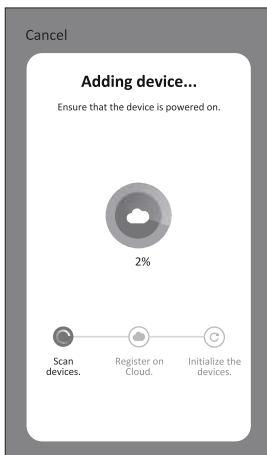 Cancel
Adding device...
Ensure that the device is powered on.
2%
Scan
devices.
Register on
Cloud.
Initialize the
devices.